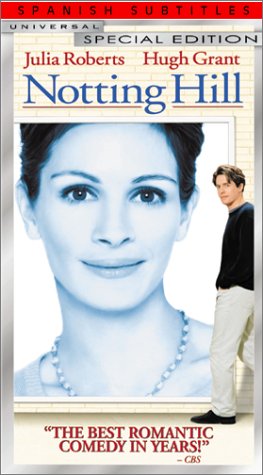 SPANISH SUBTITLES
UNIVERSAL
SPECIAL EDITION
Julia Roberts Hugh Grant
Notting Hill
"THE BEST ROMANTIC
COMEDY IN YEARS!"
– CBS